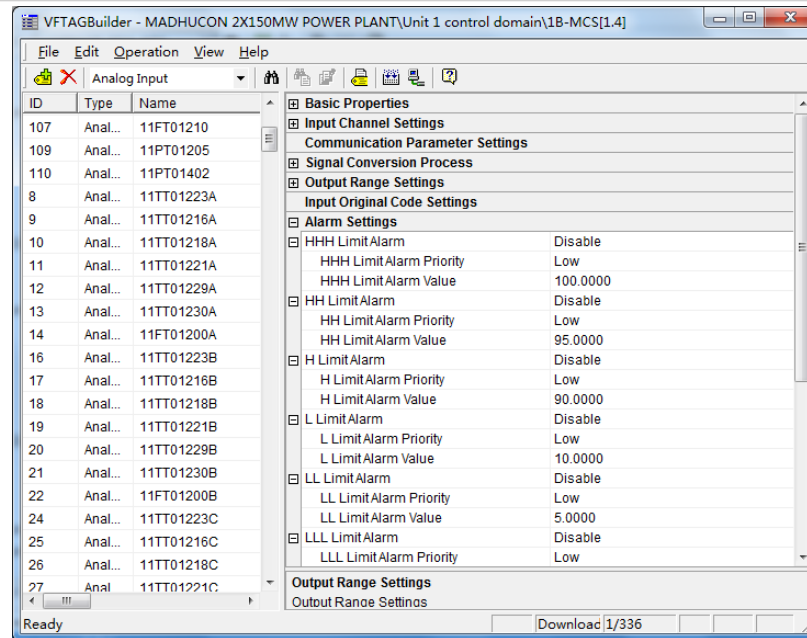 VFTAGBuilder - MADHUCON 2X150MW POWER PLANT\Unit 1 control domain\1B-MCS[1.4]
File Edit Operation View Help
Analog Input
ID Type Name
107 Anal... 11FT01210
109 Anal... 11PT01205
110 Anal... 11PT01402
8 Anal... 11TT01223A
9 Anal... 11TT01216A
10 Anal... 11TT01218A
11 Anal... 11TT01221A
12 Anal... 11TT01229A
13 Anal... 11TT01230A
14 Anal... 11FT01200A
16 Anal... 11TT01223B
17 Anal... 11TT01216B
18 Anal... 11TT01218B
19 Anal... 11TT01221B
20 Anal... 11TT01229B
21 Anal... 11TT01230B
22 Anal... 11FT01200B
24 Anal... 11TT01223C
25 Anal... 11TT01216C
26 Anal... 11TT01218C
27 Anal... 11TT01221C
Basic Properties
Input Channel Settings
Communication Parameter Settings
Signal Conversion Process
Output Range Settings
Input Original Code Settings
Alarm Settings
HHH Limit Alarm Disable
HHH Limit Alarm Priority Low
HHH Limit Alarm Value 100.0000
HH Limit Alarm Disable
HH Limit Alarm Priority Low
HH Limit Alarm Value 95.0000
H Limit Alarm Disable
H Limit Alarm Priority Low
H Limit Alarm Value 90.0000
L Limit Alarm Disable
L Limit Alarm Priority Low
L Limit Alarm Value 10.0000
LL Limit Alarm Disable
LL Limit Alarm Priority Low
LL Limit Alarm Value 5.0000
LLL Limit Alarm Disable
LLL Limit Alarm Priority Low
Output Range Settings
Output Range Settings
Ready Download 1/336